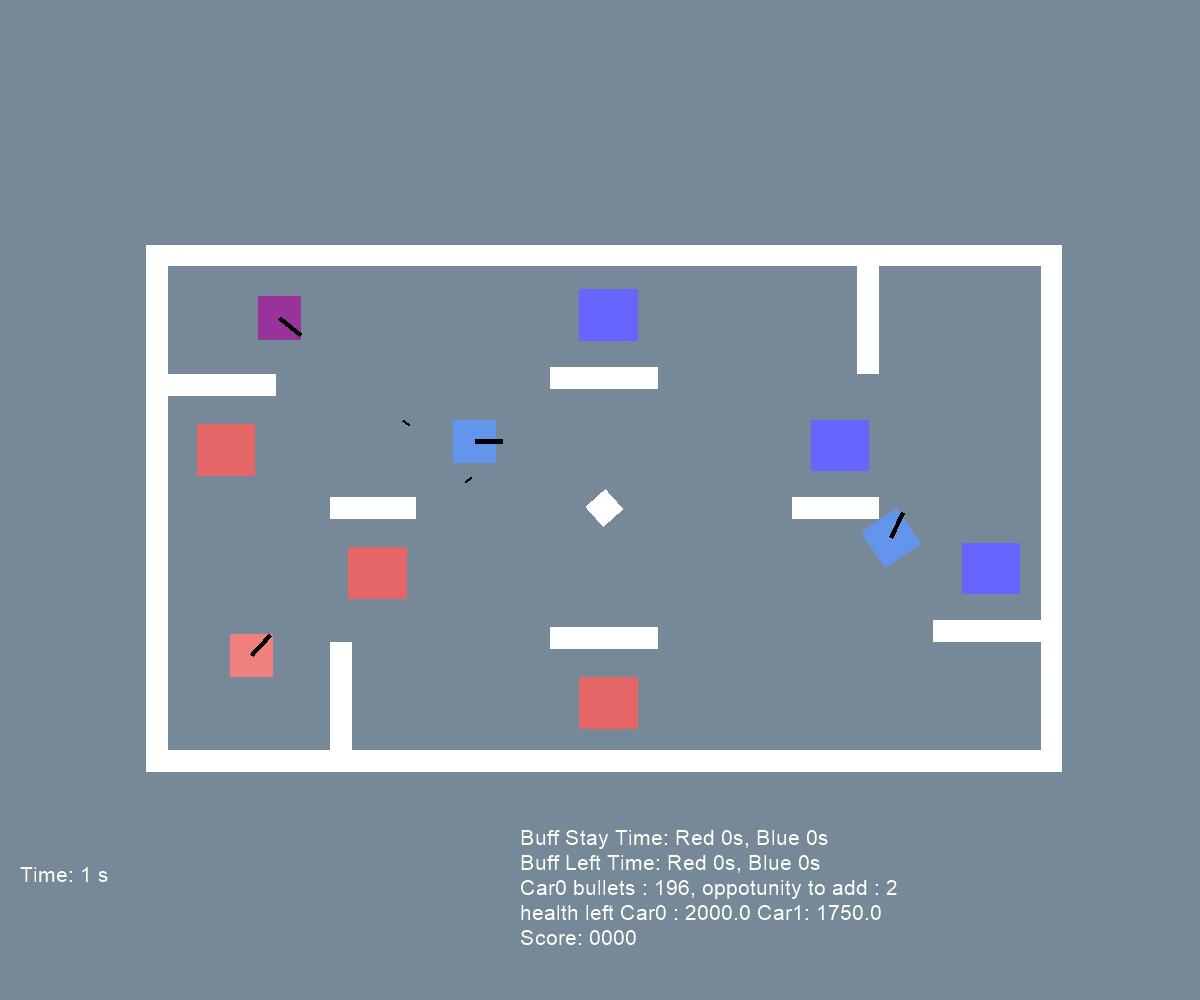 Buff Stay Time: Red 0s, Blue 0s
Buff Left Time: Red 0s, Blue 0s
Time: 1 s
Car0 bullets : 196, oppotunity to add : 2
health left Car0 : 2000.0 Car1: 1750.0
Score: 0000